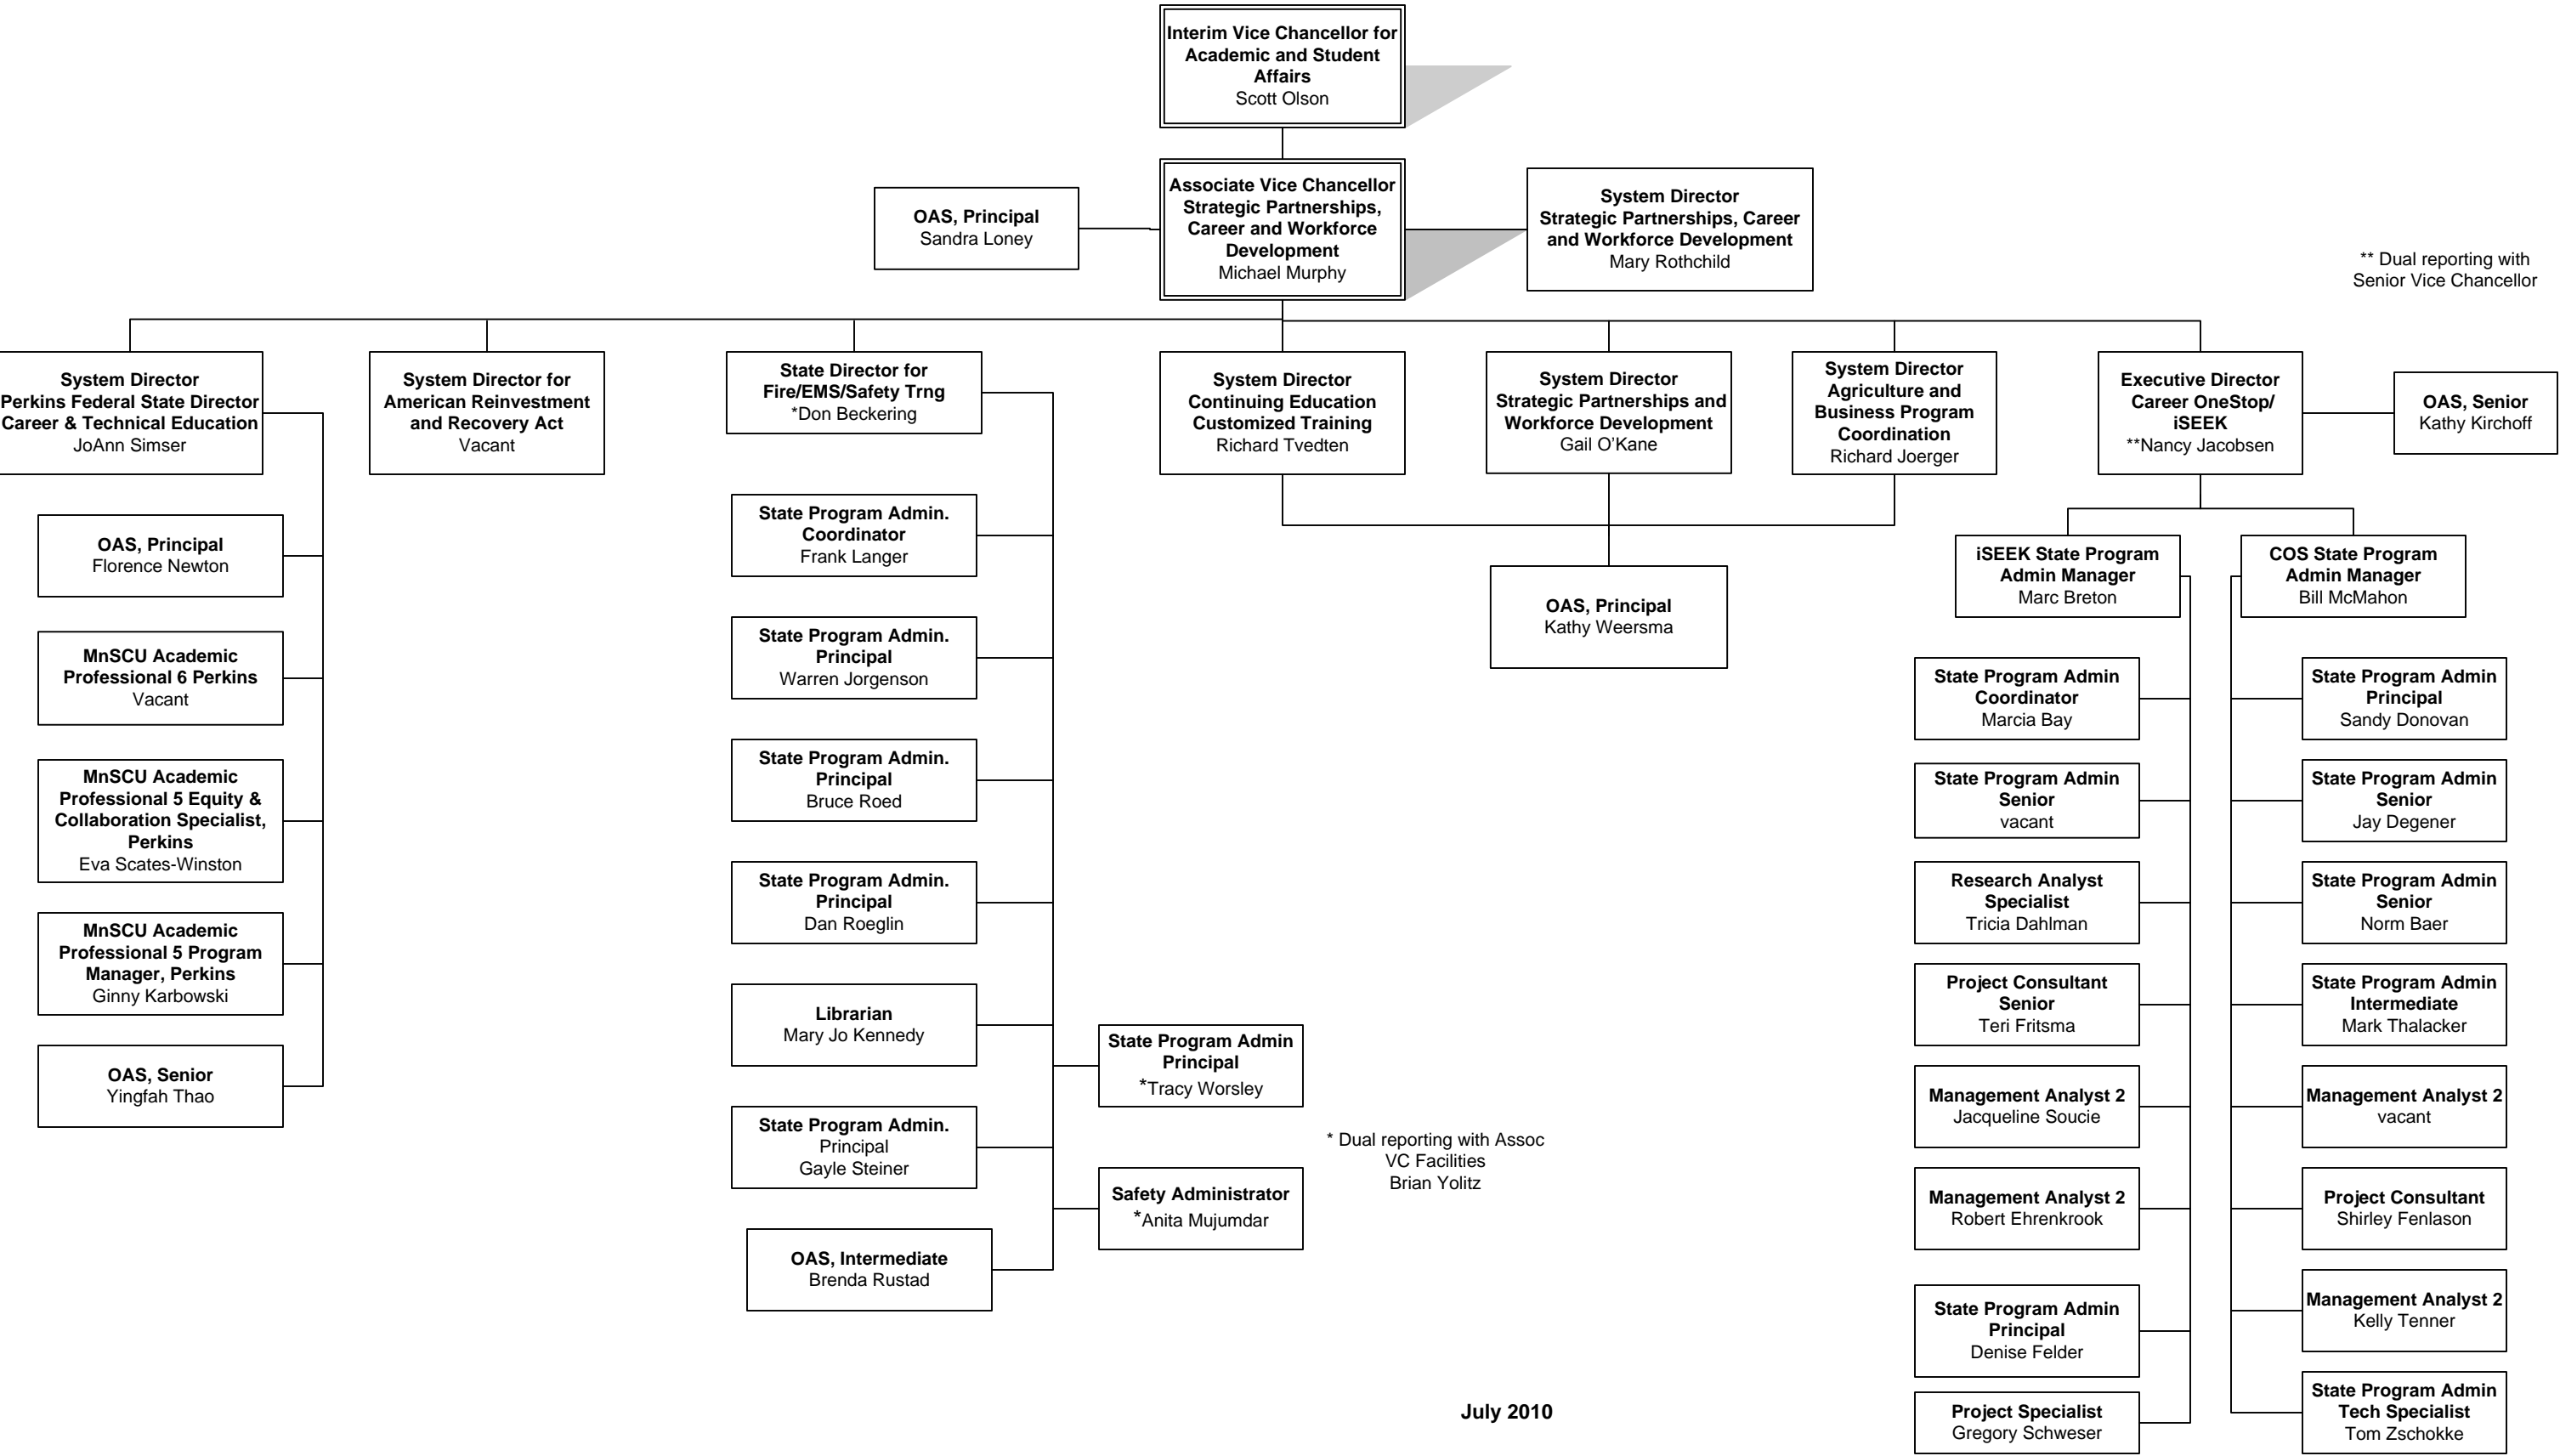 Interim Vice Chancellor for
Academic and Student
Affairs
Scott Olson
OAS, Principal
Sandra Loney
Associate Vice Chancellor
Strategic Partnerships,
Career and Workforce
Development
Michael Murphy
System Director
Strategic Partnerships, Career
and Workforce Development
Mary Rothchild
** Dual reporting with
Senior Vice Chancellor
System Director
Perkins Federal State Director
Career & Technical Education
JoAnn Simser
System Director for
American Reinvestment
and Recovery Act
Vacant
State Director for
Fire/EMS/Safety Trng
*Don Beckering
System Director
Continuing Education
Customized Training
Richard Tvedten
System Director
Strategic Partnerships and
Workforce Development
Gail O’Kane
System Director
Agriculture and
Business Program
Coordination
Richard Joerger
Executive Director
Career OneStop/
iSEEK
**Nancy Jacobsen
OAS, Senior
Kathy Kirchoff
OAS, Principal
Florence Newton
MnSCU Academic
Professional 6 Perkins
Vacant
MnSCU Academic
Professional 5 Equity &
Collaboration Specialist,
Perkins
Eva Scates-Winston
MnSCU Academic
Professional 5 Program
Manager, Perkins
Ginny Karbowski
OAS, Senior
Yingfah Thao
State Program Admin.
Coordinator
Frank Langer
State Program Admin.
Principal
Warren Jorgenson
State Program Admin.
Principal
Bruce Roed
State Program Admin.
Principal
Dan Roeglin
Librarian
Mary Jo Kennedy
State Program Admin.
Principal
Gayle Steiner
OAS, Intermediate
Brenda Rustad
State Program Admin
Principal
*Tracy Worsley
Safety Administrator
*Anita Mujumdar
* Dual reporting with Assoc
VC Facilities
Brian Yolitz
OAS, Principal
Kathy Weersma
iSEEK State Program
Admin Manager
Marc Breton
State Program Admin
Coordinator
Marcia Bay
State Program Admin
Senior
vacant
Research Analyst
Specialist
Tricia Dahlman
Project Consultant
Senior
Teri Fritsma
Management Analyst 2
Jacqueline Soucie
Management Analyst 2
Robert Ehrenkrook
State Program Admin
Principal
Denise Felder
Project Specialist
Gregory Schweser
COS State Program
Admin Manager
Bill McMahon
State Program Admin
Principal
Sandy Donovan
State Program Admin
Senior
Jay Degener
State Program Admin
Senior
Norm Baer
State Program Admin
Intermediate
Mark Thalacker
Management Analyst 2
vacant
Project Consultant
Shirley Fenlason
Management Analyst 2
Kelly Tenner
State Program Admin
Tech Specialist
Tom Zschokke
July 2010